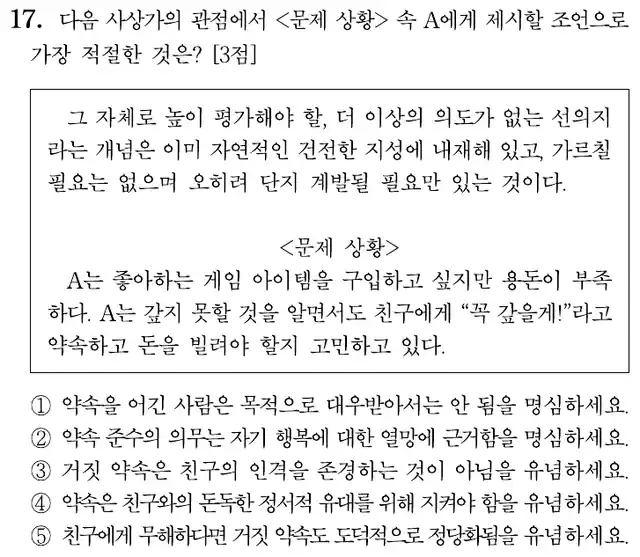 17. 다음 사상가의 관점에서 <문제 상황> 속 A에게 제시할 조언으로
가장 적절한 것은? [3점]
그 자체로 높이 평가해야 할, 더 이상의 의도가 없는 선의지
라는 개념은 이미 자연적인 건전한 지성에 내재해 있고, 가르칠
필요는 없으며 오히려 단지 계발될 필요만 있는 것이다.
<문제 상황>
A는 좋아하는 게임 아이템을 구입하고 싶지만 용돈이 부족
하다. A는 갚지 못할 것을 알면서도 친구에게 “꼭 갚을게!”라고
약속하고 돈을 빌려야 할지 고민하고 있다.
① 약속을 어긴 사람은 목적으로 대우받아서는 안 됨을 명심하세요.
② 약속 준수의 의무는 자기 행복에 대한 열망에 근거함을 명심하세요.
③ 거짓 약속은 친구의 인격을 존경하는 것이 아님을 유념하세요.
④ 약속은 친구와의 돈독한 정서적 유대를 위해 지켜야 함을 유념하세요.
⑤ 친구에게 무해하다면 거짓 약속도 도덕적으로 정당화됨을 유념하세요.